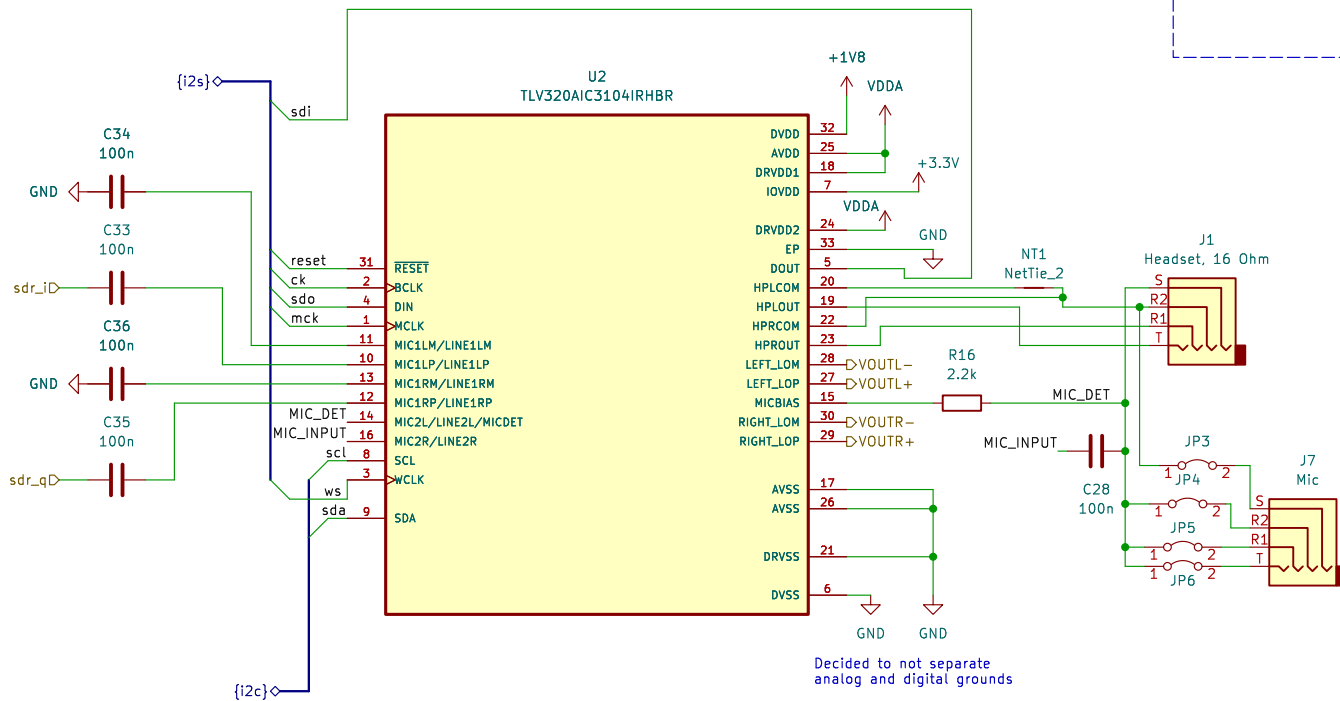 {i2s}
sdi
U2
TLV320AIC3104IRHBR
+1V8
VDDA
+3.3V
VDDA
GND
C34
100n
GND
C33
100n
sdr_i
C36
100n
GND
C35
100n
sdr_q
reset
ck
sdo
mck
MIC_DET
MIC_INPUT
scl
ws
sda
{i2c}
31 RESET
2 BCLK
4 DIN
1 MCLK
11 MIC1LM/LINE1LM
10 MIC1LP/LINE1LP
13 MIC1RM/LINE1RM
12 MIC1RP/LINE1RP
14 MIC2L/LINE2L/MICDET
16 MIC2R/LINE2R
8 SCL
3 WCLK
9 SDA
DVDD 32
AVDD 25
DRVDD1 18
IOVDD 7
DRVDD2 24
EP 33
DOUT 5
HPLCOM 20
HPLOUT 19
HPRCOM 22
HPROUT 23
LEFT_LOM 28 VOUTL-
LEFT_LOP 27 VOUTL+
MICBIAS 15
RIGHT_LOM 30 VOUTR-
RIGHT_LOP 29 VOUTR+
AVSS 17
AVSS 26
DRVSS 21
DVSS 6
GND
GND
Decided to not separate
analog and digital grounds
NT1
NetTie_2
J1
Headset, 16 Ohm
S
R2
R1
T
R16
2.2k
MIC_DET
MIC_INPUT
C28
100n
JP3
1 2
JP4
1 2
JP5
1 2
1 2
JP6
J7
Mic
S
R2
R1
T